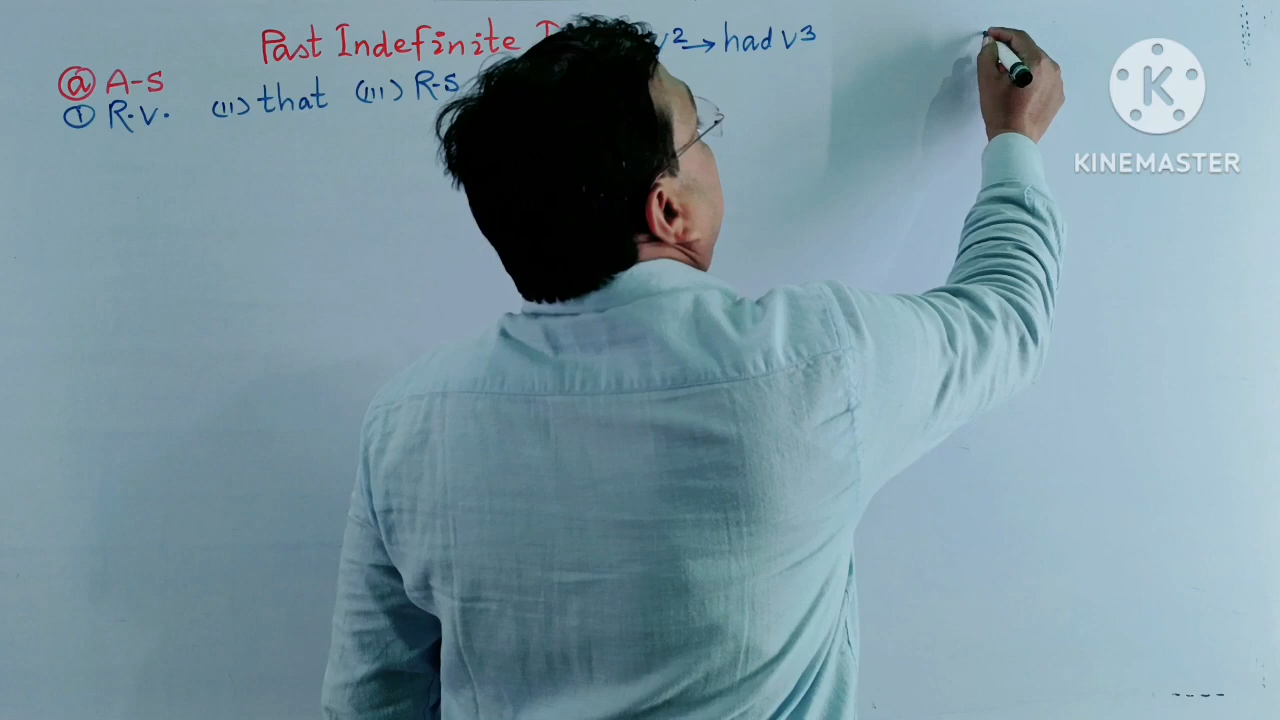 Past Indefinite v² → had v³
ⓐ A-S
① R.V. (ii) that (iii) R.S
K
KINEMASTER